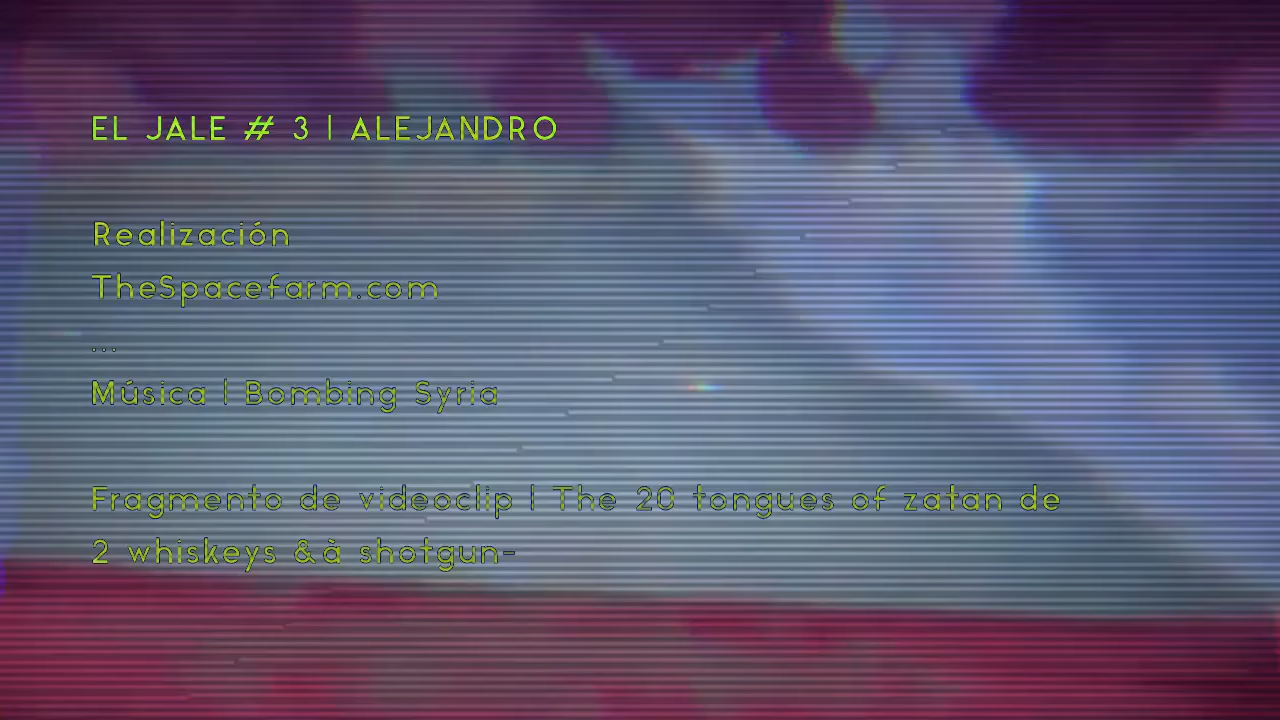 EL JALE # 3 | ALEJANDRO
Realización
TheSpacefarm.com
...
Música | Bombing Syria
Fragmento de videoclip | The 20 tongues of zatan de
2 whiskeys &à shotgun-